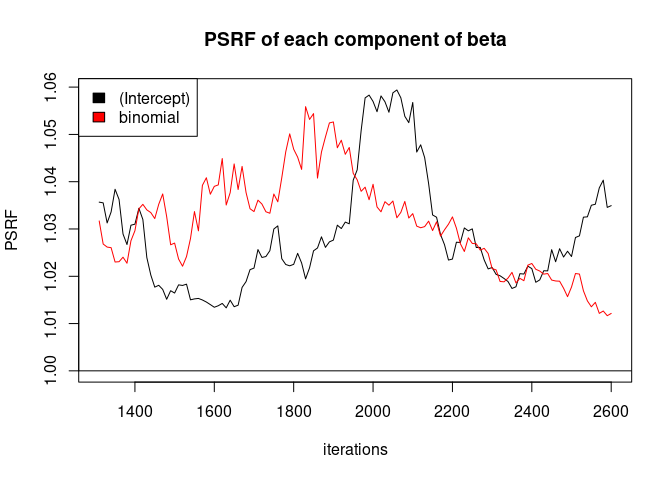 PSRF of each component of beta
(Intercept)
binomial
PSRF
1.06
1.05
1.04
1.03
1.02
1.01
1.00
1400 1600 1800 2000 2200 2400 2600
iterations